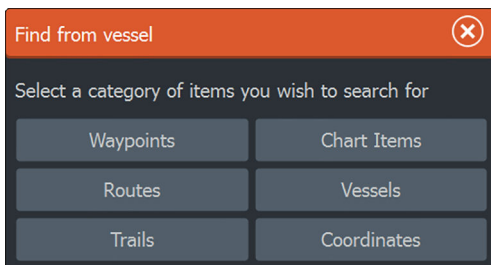 Find from vessel
Select a category of items you wish to search for
Waypoints
Chart Items
Routes
Vessels
Trails
Coordinates